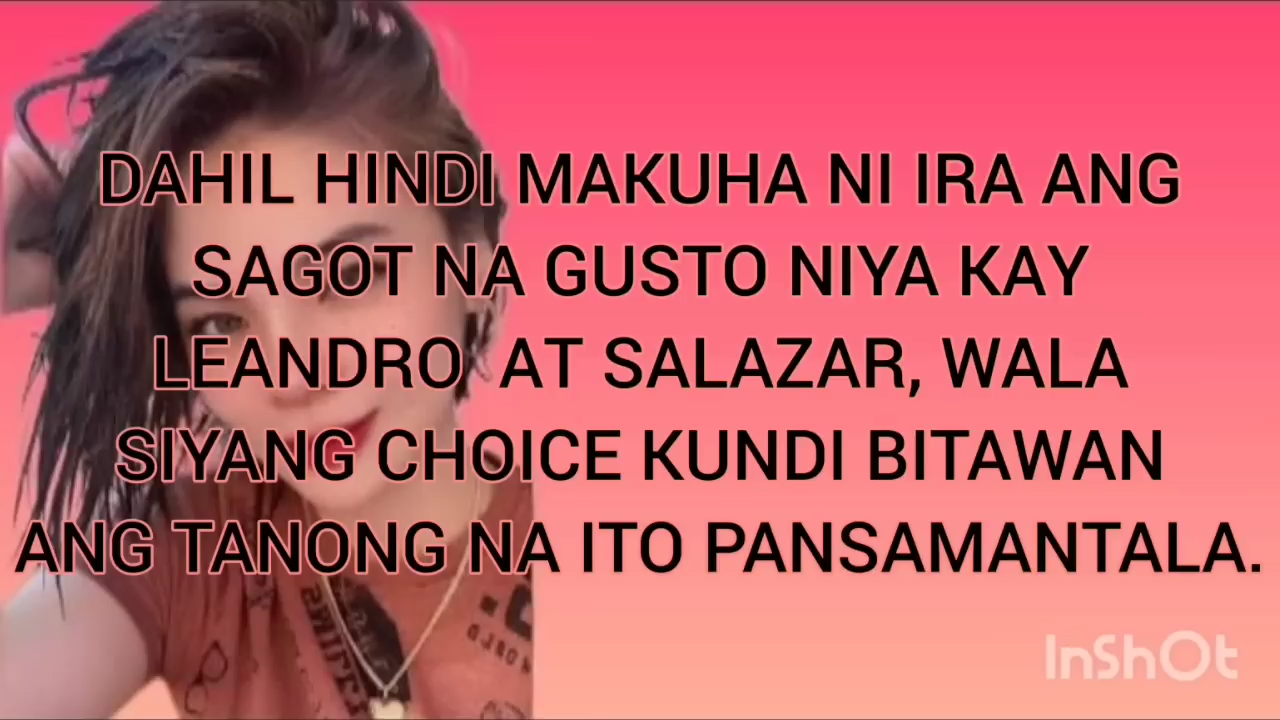 DAHIL HINDI MAKUHA NI IRA ANG
SAGOT NA GUSTO NIYA KAY
LEANDRO AT SALAZAR, WALA
SIYANG CHOICE KUNDI BITAWAN
ANG TANONG NA ITO PANSAMANTALA.
InShOt